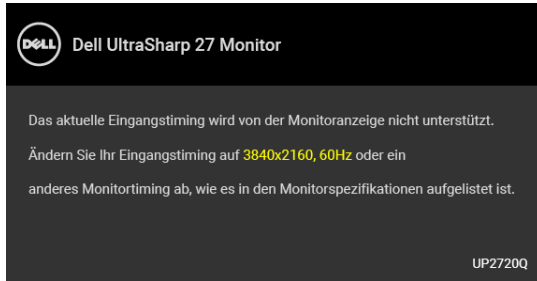 DELL
Dell UltraSharp 27 Monitor
Das aktuelle Eingangstiming wird von der Monitoranzeige nicht unterstützt.
Ändern Sie Ihr Eingangstiming auf 3840x2160, 60Hz oder ein
anderes Monitortiming ab, wie es in den Monitorspezifikationen aufgelistet ist.
UP2720Q